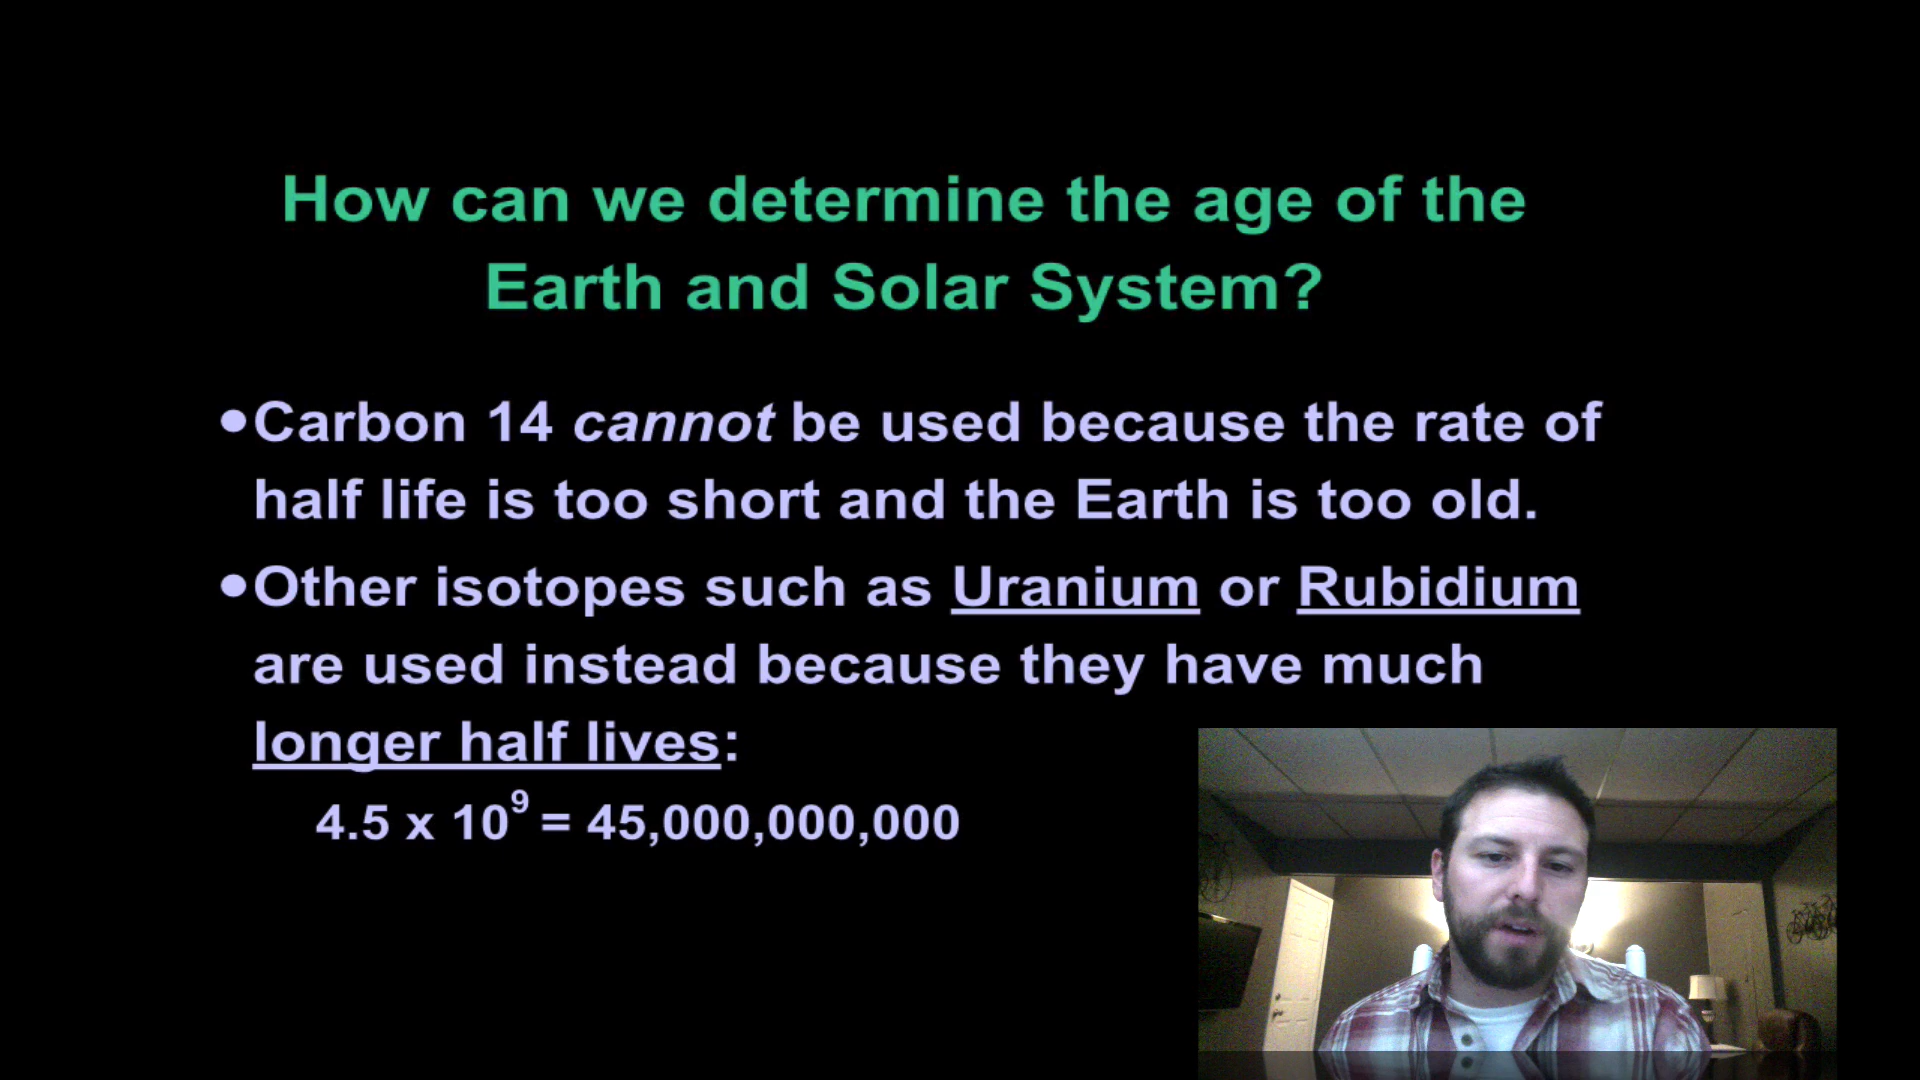 How can we determine the age of the
Earth and Solar System?
•Carbon 14 cannot be used because the rate of
half life is too short and the Earth is too old.
•Other isotopes such as Uranium or Rubidium
are used instead because they have much
longer half lives:
4.5 x 10⁹ = 45,000,000,000